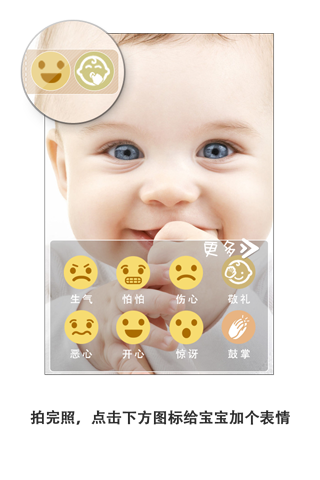 更多
生气 怕怕 伤心 敬礼
恶心 开心 惊讶 鼓掌
拍完照，点击下方图标给宝宝加个表情